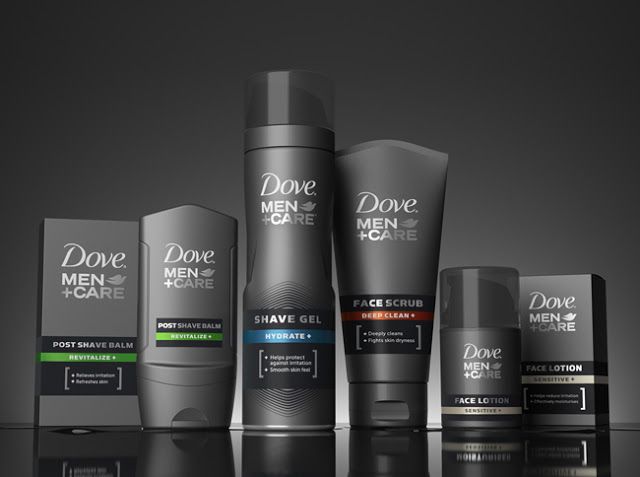 Dove
MEN
+CARE
POST SHAVE BALM
REVITALIZE +
+ Relieves irritation
+ Refreshes skin
Dove
MEN
+CARE
POST SHAVE BALM
REVITALIZE +
Dove
MEN
+CARE
SHAVE GEL
HYDRATE +
+ Helps protect
against irritation
+ Smooth skin feel
Dove
MEN
+CARE
FACE SCRUB
DEEP CLEAN +
+ Deeply cleans
+ Fights skin dryness
Dove
MEN
+CARE
FACE LOTION
SENSITIVE +
Dove
MEN
+CARE
FACE LOTION
SENSITIVE +
+ Helps reduce irritation
+ Effectively moisturises